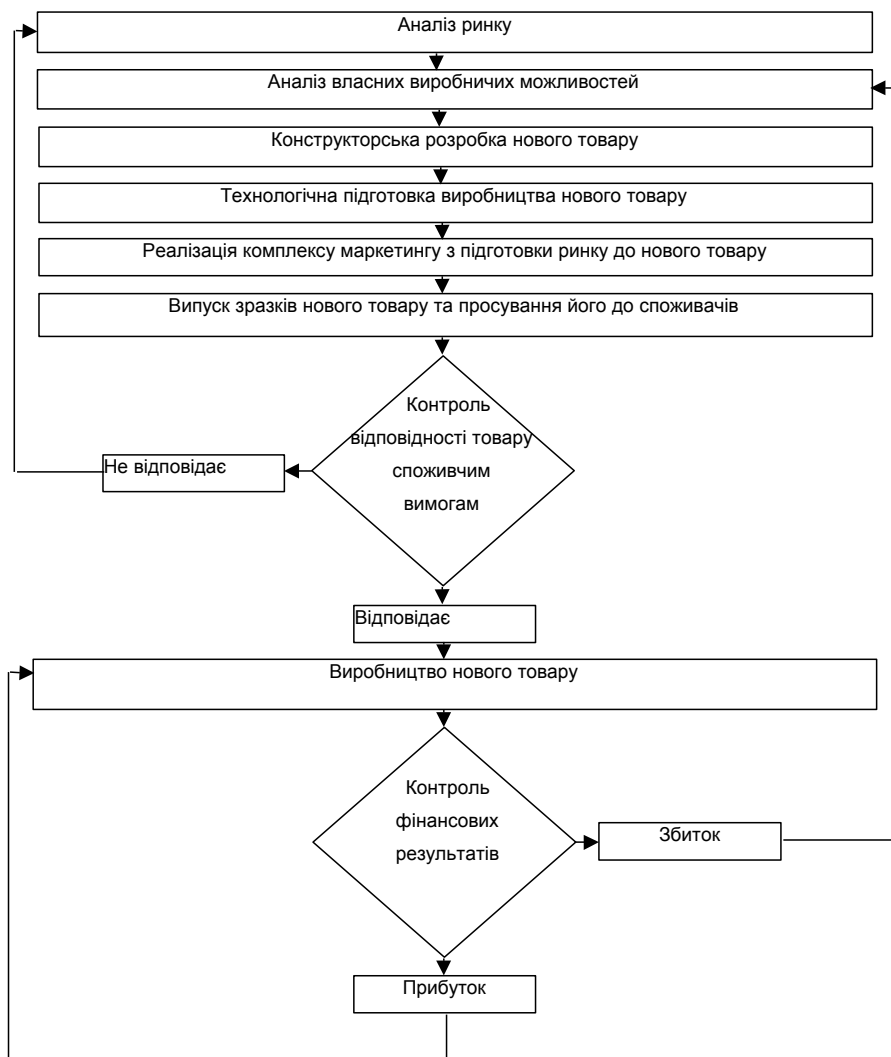 Аналіз ринку
Аналіз власних виробничих можливостей
Конструкторська розробка нового товару
Технологічна підготовка виробництва нового товару
Реалізація комплексу маркетингу з підготовки ринку до нового товару
Випуск зразків нового товару та просування його до споживачів
Контроль
відповідності товару
споживчим
вимогам
Не відповідає
Відповідає
Виробництво нового товару
Контроль
фінансових
результатів
Збиток
Прибуток